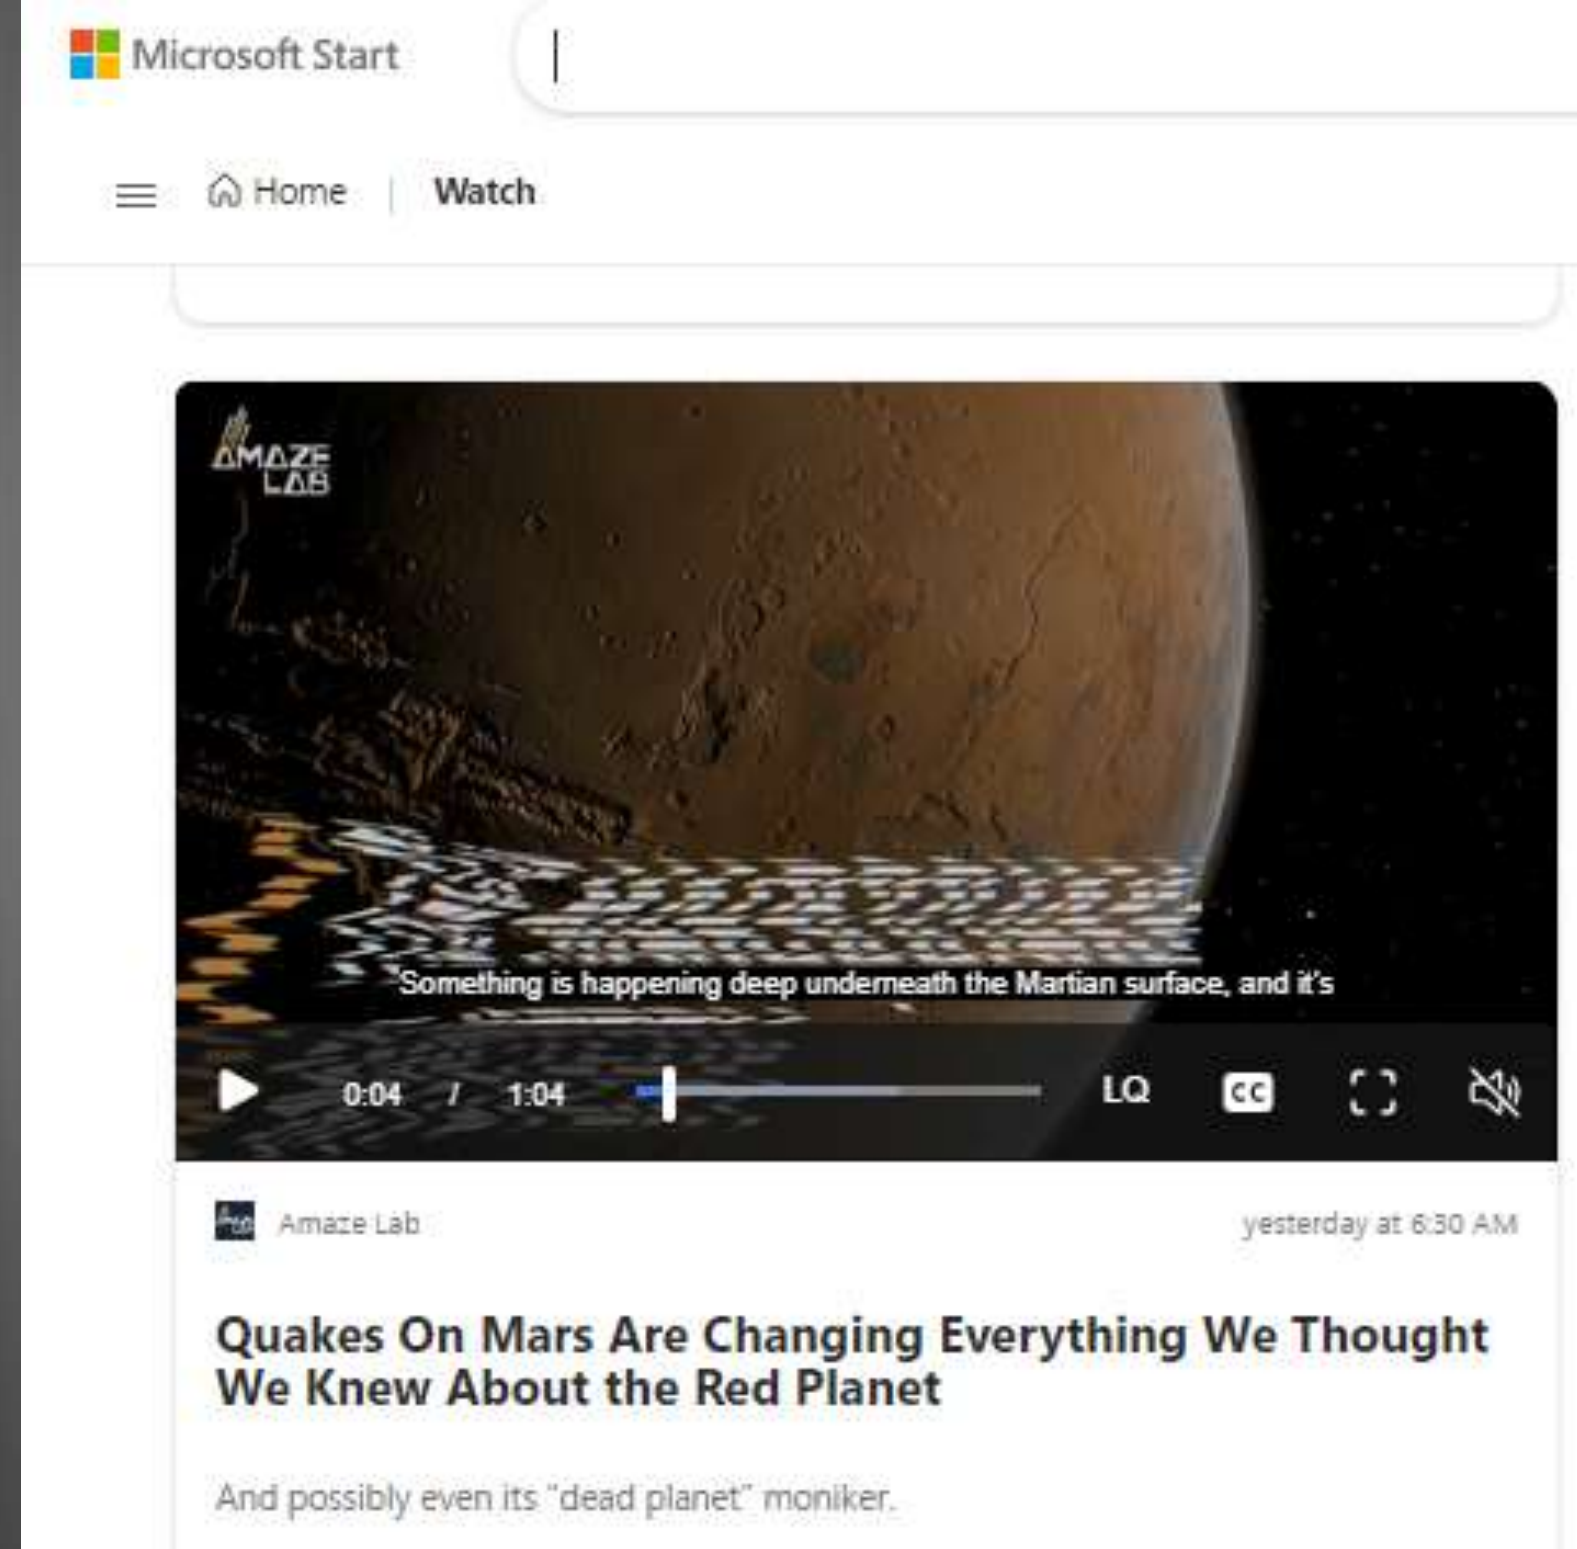 Microsoft Start
Home | Watch
AMAZE
LAB
"Something is happening deep underneath the Martian surface, and it's
0:04 / 1:04 LQ CC
Amaze Lab yesterday at 6:30 AM
Quakes On Mars Are Changing Everything We Thought
We Knew About the Red Planet
And possibly even its "dead planet" moniker.